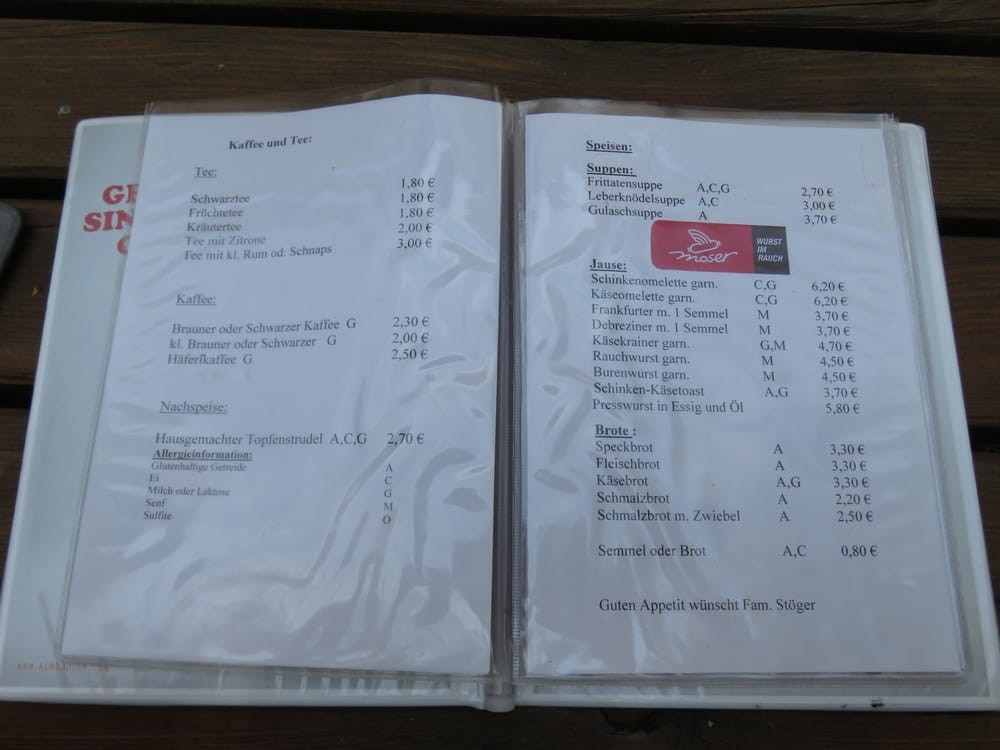 GE
SIN
Kaffee und Tee:
Tee:
Schwarztee 1,80 €
Früchtetee 1,80 €
Kräutertee 1,80 €
Tee mit Zitrone 2,00 €
Tee mit kl. Rum od. Schnaps 3,00 €
Kaffee:
Brauner oder Schwarzer Kaffee G 2,30 €
kl. Brauner oder Schwarzer G 2,00 €
Häferlkaffee G 2,50 €
Nachspeise:
Hausgemachter Topfenstrudel A,C,G 2,70 €
Allergieinformation:
Glutenhaltige Getreide A
Ei C
Milch oder Laktose G
Senf M
Sulfite O
Speisen:
Suppen:
Frittatensuppe A,C,G 2,70 €
Leberknödelsuppe A,C 3,00 €
Gulaschsuppe A 3,70 €
moser
WURST
IM
RAUCH
Jause:
Schinkenomelette garn. C,G 6,20 €
Käseomelette garn. C,G 6,20 €
Frankfurter m. 1 Semmel M 3,70 €
Debreziner m. 1 Semmel M 3,70 €
Käsekrainer garn. G,M 4,70 €
Rauchwurst garn. M 4,50 €
Burenwurst garn. M 4,50 €
Schinken-Käsetoast A,G 3,70 €
Presswurst in Essig und Öl 5,80 €
Brote :
Speckbrot A 3,30 €
Fleischbrot A 3,30 €
Käsebrot A,G 3,30 €
Schmalzbrot A 2,20 €
Schmalzbrot m. Zwiebel A 2,50 €
Semmel oder Brot A,C 0,80 €
Guten Appetit wünscht Fam. Stöger